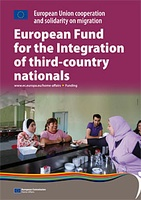 European Union cooperation
and solidarity on migration
European Fund
for the Integration
of third-country
nationals
www.ec.europa.eu/home-affairs • Funding